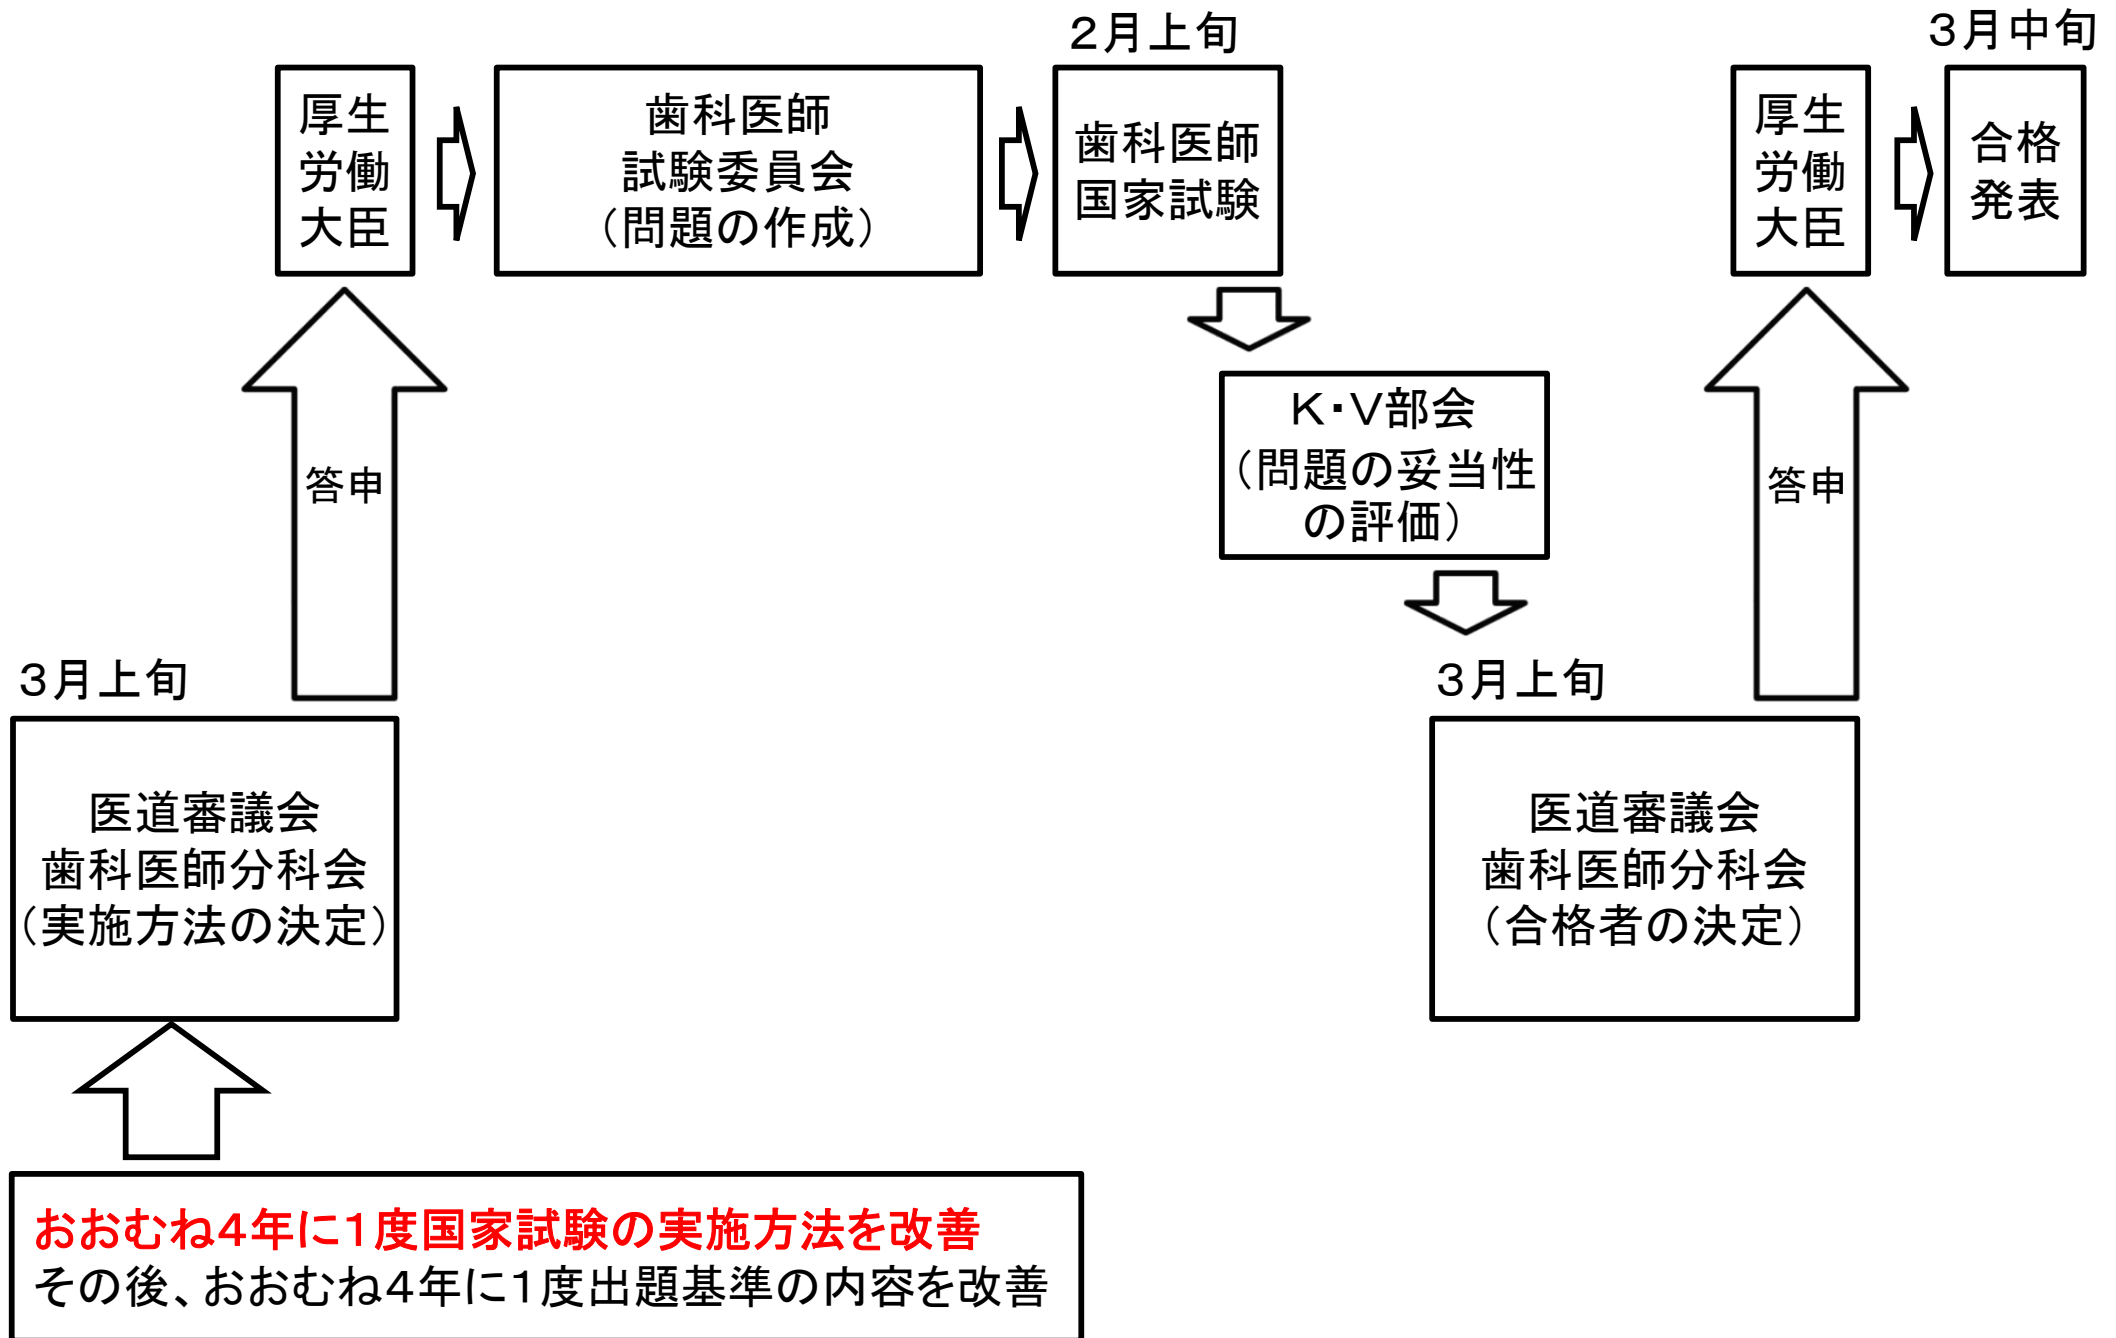 ２月上旬
３月中旬
厚生
労働
大臣
歯科医師
試験委員会
（問題の作成）
歯科医師
国家試験
厚生
労働
大臣
合格
発表
Ｋ・Ｖ部会
（問題の妥当性
の評価）
答申
答申
３月上旬
３月上旬
医道審議会
歯科医師分科会
（実施方法の決定）
医道審議会
歯科医師分科会
（合格者の決定）
おおむね４年に１度国家試験の実施方法を改善
その後、おおむね４年に１度出題基準の内容を改善